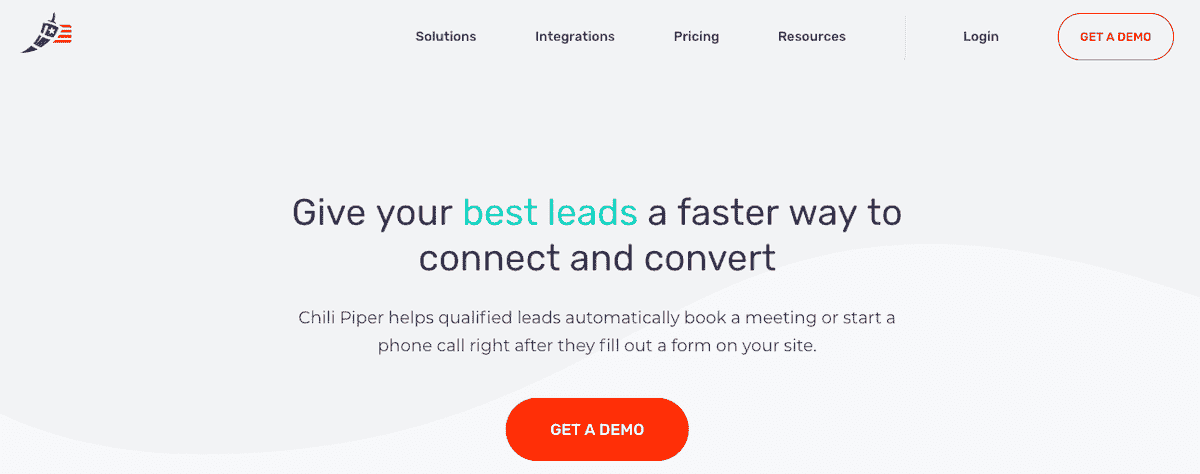 Solutions Integrations Pricing Resources Login GET A DEMO
Give your best leads a faster way to
connect and convert
Chili Piper helps qualified leads automatically book a meeting or start a
phone call right after they fill out a form on your site.
GET A DEMO